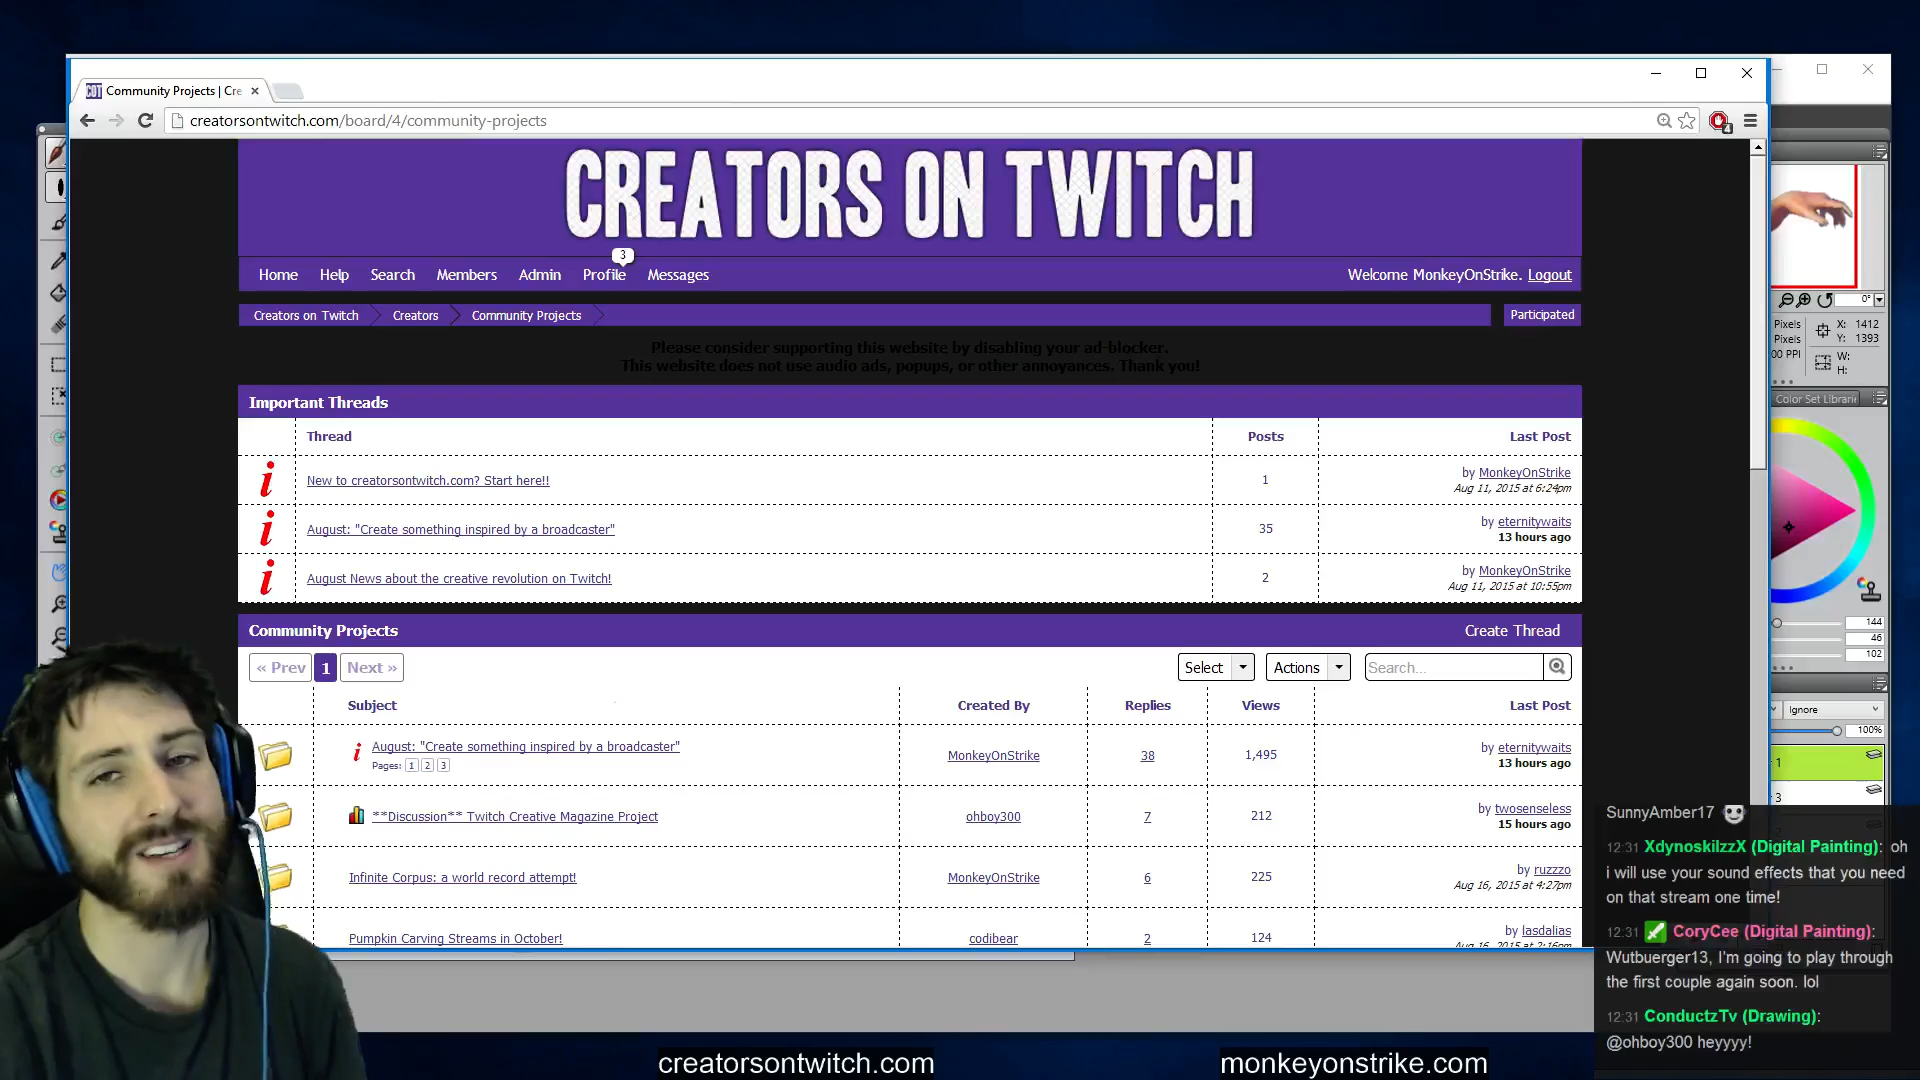 Community Projects | Cre
creatorsontwitch.com/board/4/community-projects
4
CREATORS ON TWITCH
3
Home Help Search Members Admin Profile Messages
Welcome MonkeyOnStrike. Logout
Creators on Twitch Creators Community Projects
Participated
Please consider supporting this website by disabling your ad-blocker.
This website does not use audio ads, popups, or other annoyances. Thank you!
Important Threads
Thread Posts Last Post
New to creatorsontwitch.com? Start here!! 1 by MonkeyOnStrike
Aug 11, 2015 at 6:24pm
August: "Create something inspired by a broadcaster" 35 by eternitywaits
13 hours ago
August News about the creative revolution on Twitch! 2 by MonkeyOnStrike
Aug 11, 2015 at 10:55pm
Community Projects Create Thread
« Prev 1 Next » Select Actions Search...
Subject Created By Replies Views Last Post
August: "Create something inspired by a broadcaster" MonkeyOnStrike 38 1,495 by eternitywaits
Pages: 1 2 3 13 hours ago
**Discussion** Twitch Creative Magazine Project ohboy300 7 212 by twosenseless
15 hours ago
Infinite Corpus: a world record attempt! MonkeyOnStrike 6 225 by ruzzzo
Aug 16, 2015 at 4:27pm
Pumpkin Carving Streams in October! codibear 2 124 by lasdalias
Aug 16, 2015 at 2:16pm
0°
Pixels X: 1412
Pixels Y: 1393
00 PPI W:
H:
Color Set Librari
144
46
102
Ignore
100%
1
3
SunnyAmber17
12:31 XdynoskilzzX (Digital Painting): oh
i will use your sound effects that you need
on that stream one time!
12:31 CoryCee (Digital Painting):
Wutbuerger13, I'm going to play through
the first couple again soon. lol
12:31 ConductzTv (Drawing):
@ohboy300 heyyyy!
creatorsontwitch.com
monkeyonstrike.com